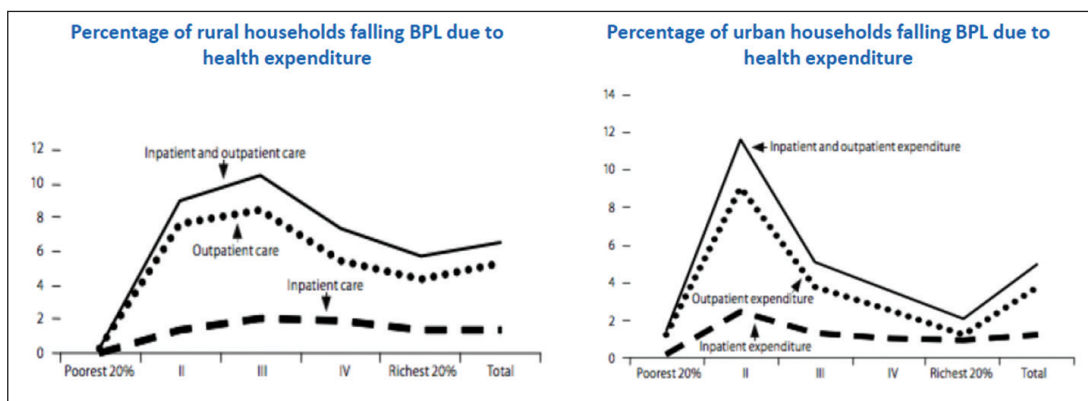 Percentage of rural households falling BPL due to
health expenditure
12
10
8
6
4
2
0
Inpatient and outpatient care
Outpatient care
Inpatient care
Poorest 20% II III IV Richest 20% Total
Percentage of urban households falling BPL due to
health expenditure
14
12
10
8
6
4
2
0
Inpatient and outpatient expenditure
Outpatient expenditure
Inpatient expenditure
Poorest 20% II III IV Richest 20% Total